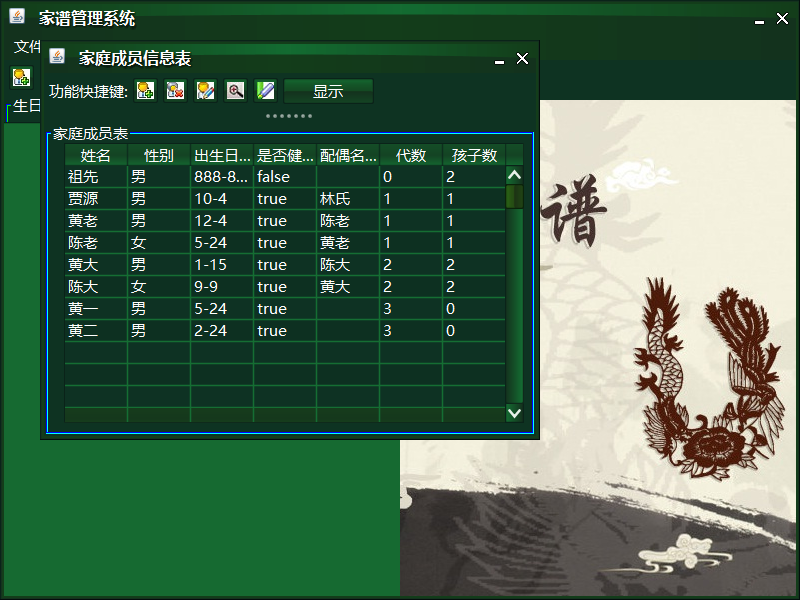 家谱管理系统
文件
家庭成员信息表
功能快捷键: 显示
生日
家庭成员表
姓名 性别 出生日... 是否健... 配偶名... 代数 孩子数
祖先 男 888-8... false 0 2
贾源 男 10-4 true 林氏 1 1
黄老 男 12-4 true 陈老 1 1
陈老 女 5-24 true 黄老 1 1
黄大 男 1-15 true 陈大 2 2
陈大 女 9-9 true 黄大 2 2
黄一 男 5-24 true 3 0
黄二 男 2-24 true 3 0
谱